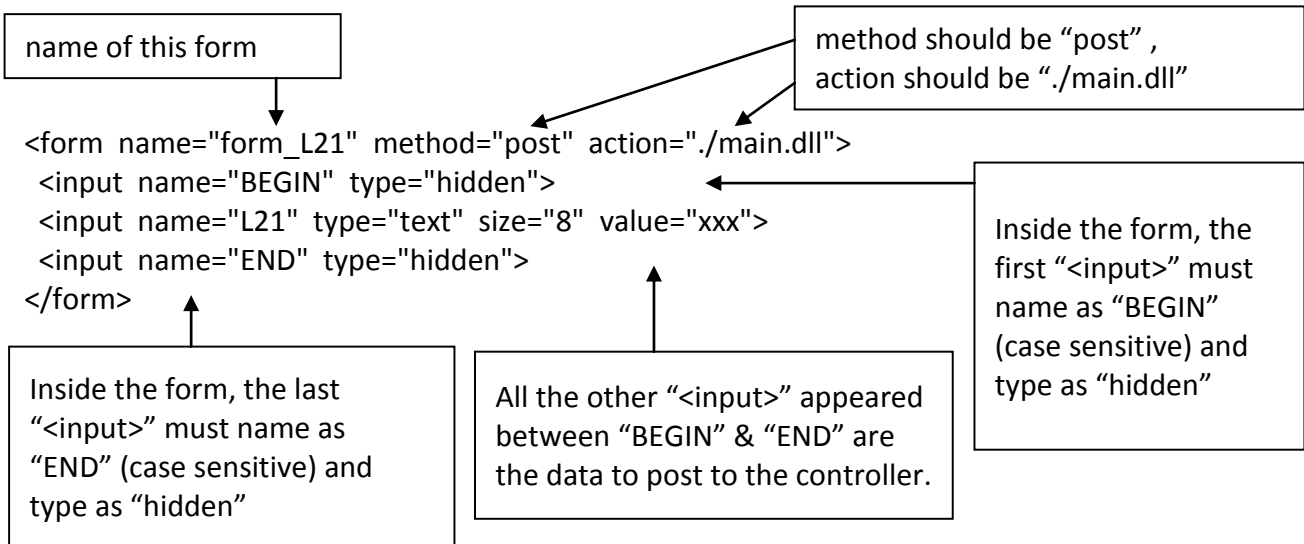 name of this form
method should be “post” ,
action should be “./main.dll”
<form name="form_L21" method="post" action="./main.dll">
<input name="BEGIN" type="hidden">
<input name="L21" type="text" size="8" value="xxx">
<input name="END" type="hidden">
</form>
Inside the form, the
first “<input>” must
name as “BEGIN”
(case sensitive) and
type as “hidden”
Inside the form, the last
“<input>” must name as
“END” (case sensitive) and
type as “hidden”
All the other “<input>” appeared
between “BEGIN” & “END” are
the data to post to the controller.